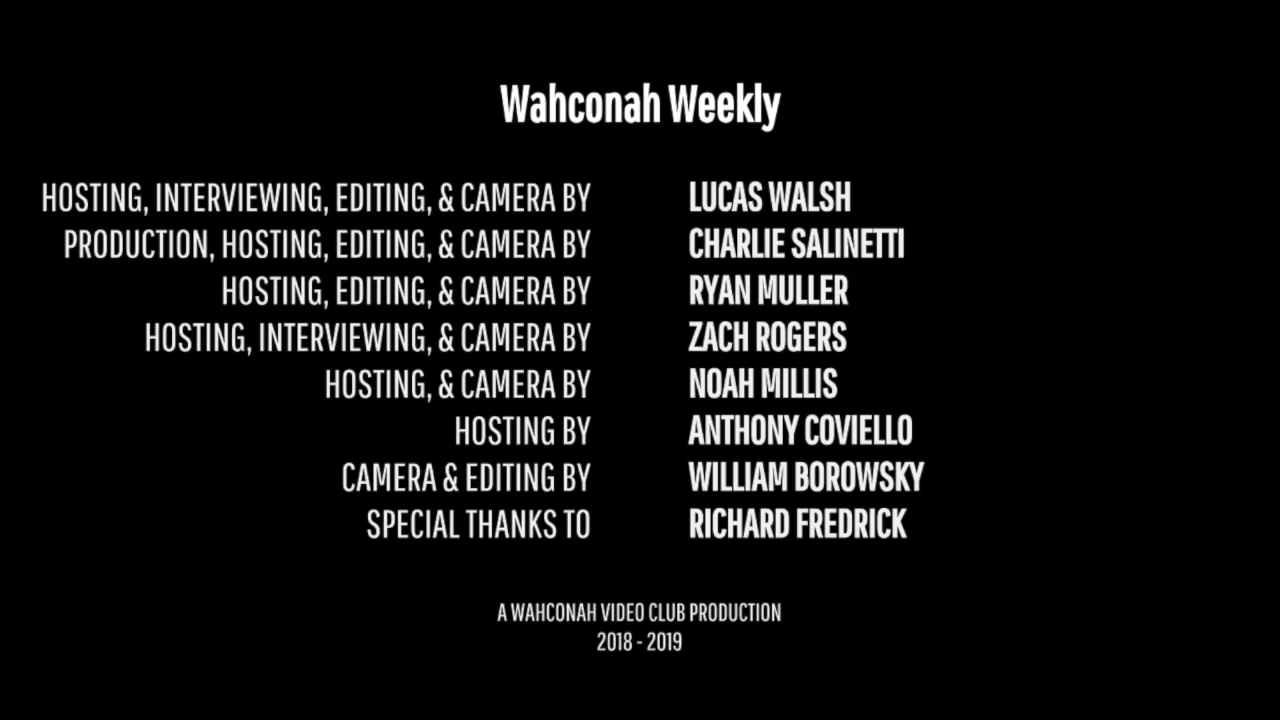 Wahconah Weekly
HOSTING, INTERVIEWING, EDITING, & CAMERA BY LUCAS WALSH
PRODUCTION, HOSTING, EDITING, & CAMERA BY CHARLIE SALINETTI
HOSTING, EDITING, & CAMERA BY RYAN MULLER
HOSTING, INTERVIEWING, & CAMERA BY ZACH ROGERS
HOSTING, & CAMERA BY NOAH MILLIS
HOSTING BY ANTHONY COVIELLO
CAMERA & EDITING BY WILLIAM BOROWSKY
SPECIAL THANKS TO RICHARD FREDRICK
A WAHCONAH VIDEO CLUB PRODUCTION
2018 - 2019